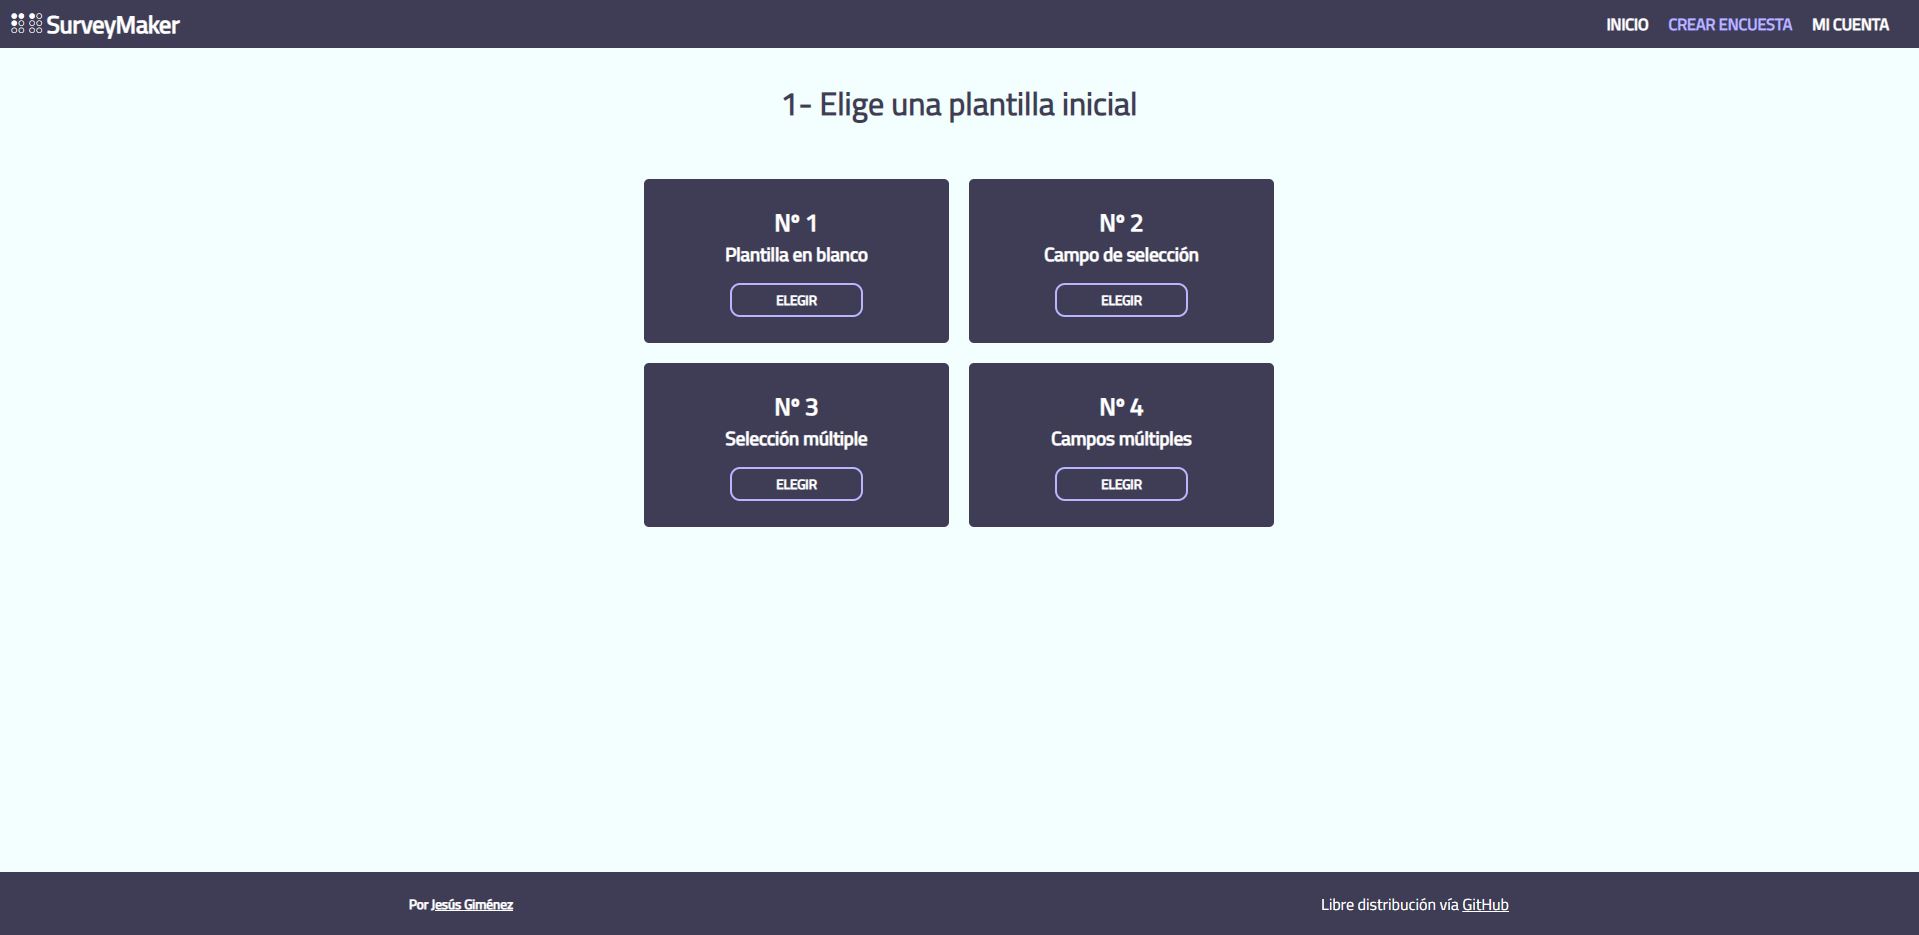 SurveyMaker
INICIO CREAR ENCUESTA MI CUENTA
1- Elige una plantilla inicial
Nº 1
Plantilla en blanco
ELEGIR
Nº 2
Campo de selección
ELEGIR
Nº 3
Selección múltiple
ELEGIR
Nº 4
Campos múltiples
ELEGIR
Por Jesús Giménez
Libre distribución vía GitHub